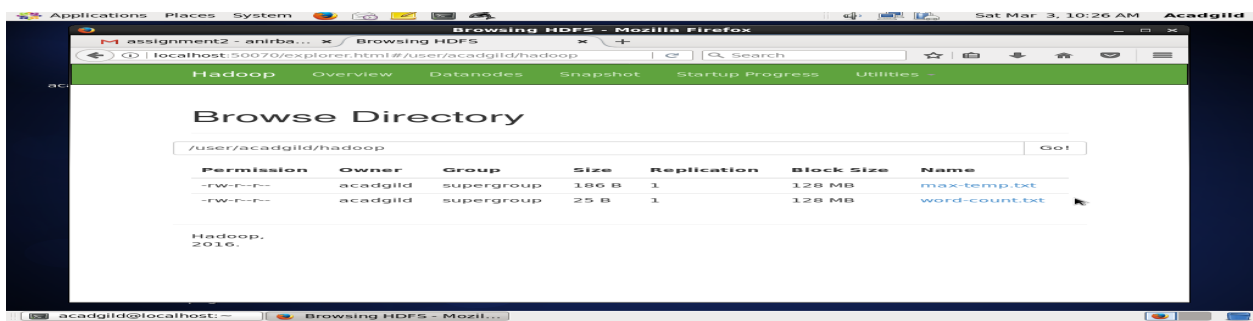 Applications Places System Sat Mar 3, 10:26 AM Acadgild
Browsing HDFS - Mozilla Firefox
assignment2 - anirba... × Browsing HDFS × +
localhost:50070/explorer.html#/user/acadgild/hadoop Search
Hadoop Overview Datanodes Snapshot Startup Progress Utilities
Browse Directory
/user/acadgild/hadoop Go!
Permission Owner Group Size Replication Block Size Name
-rw-r--r-- acadgild supergroup 186 B 1 128 MB max-temp.txt
-rw-r--r-- acadgild supergroup 25 B 1 128 MB word-count.txt
Hadoop,
2016.
acadgild@localhost:~ Browsing HDFS - Mozil...